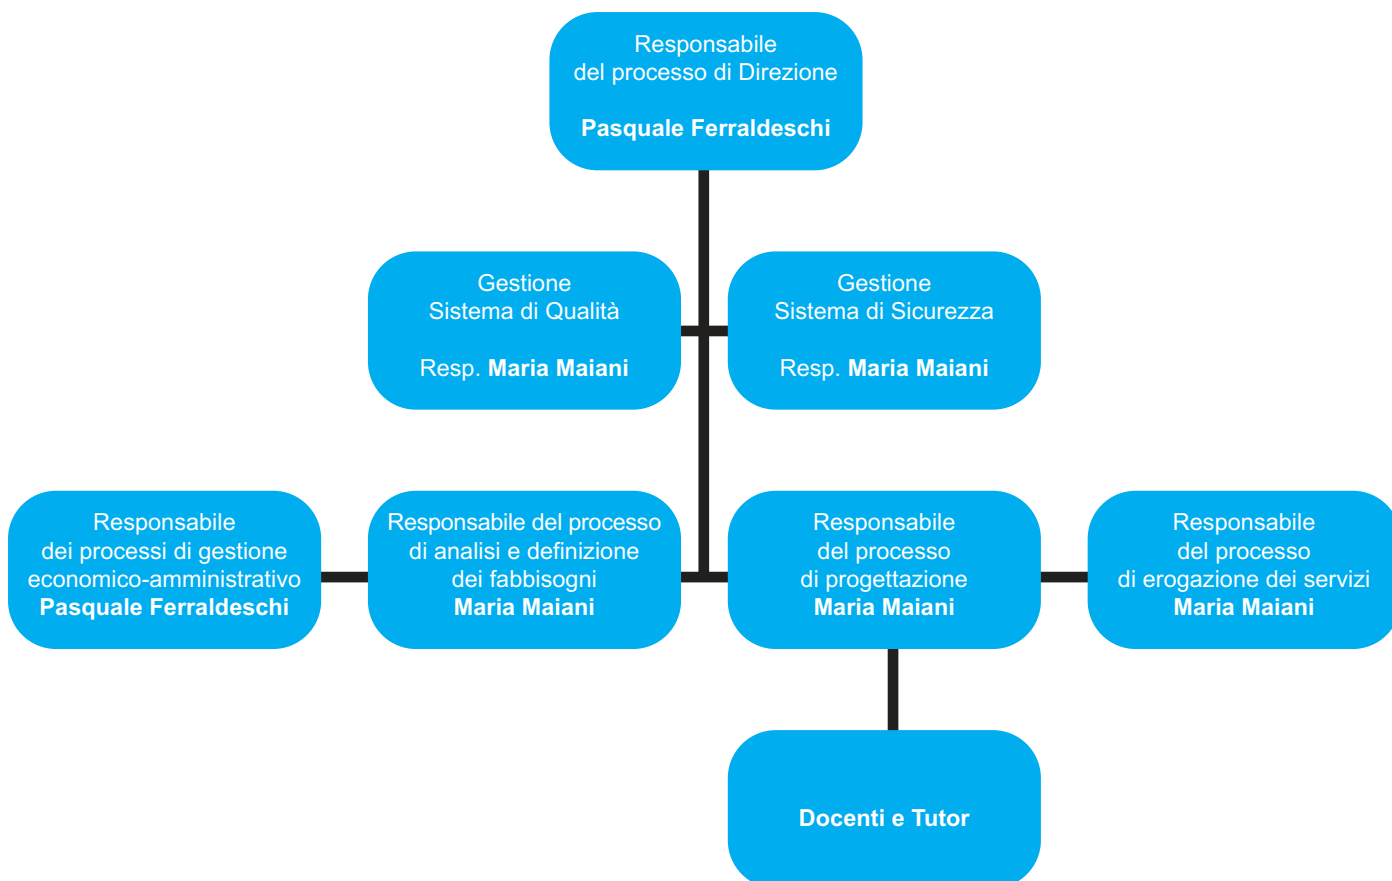 Responsabile
del processo di Direzione
Pasquale Ferraldeschi
Gestione
Sistema di Qualità
Resp. Maria Maiani
Gestione
Sistema di Sicurezza
Resp. Maria Maiani
Responsabile
dei processi di gestione
economico-amministrativo
Pasquale Ferraldeschi
Responsabile del processo
di analisi e definizione
dei fabbisogni
Maria Maiani
Responsabile
del processo
di progettazione
Maria Maiani
Responsabile
del processo
di erogazione dei servizi
Maria Maiani
Docenti e Tutor